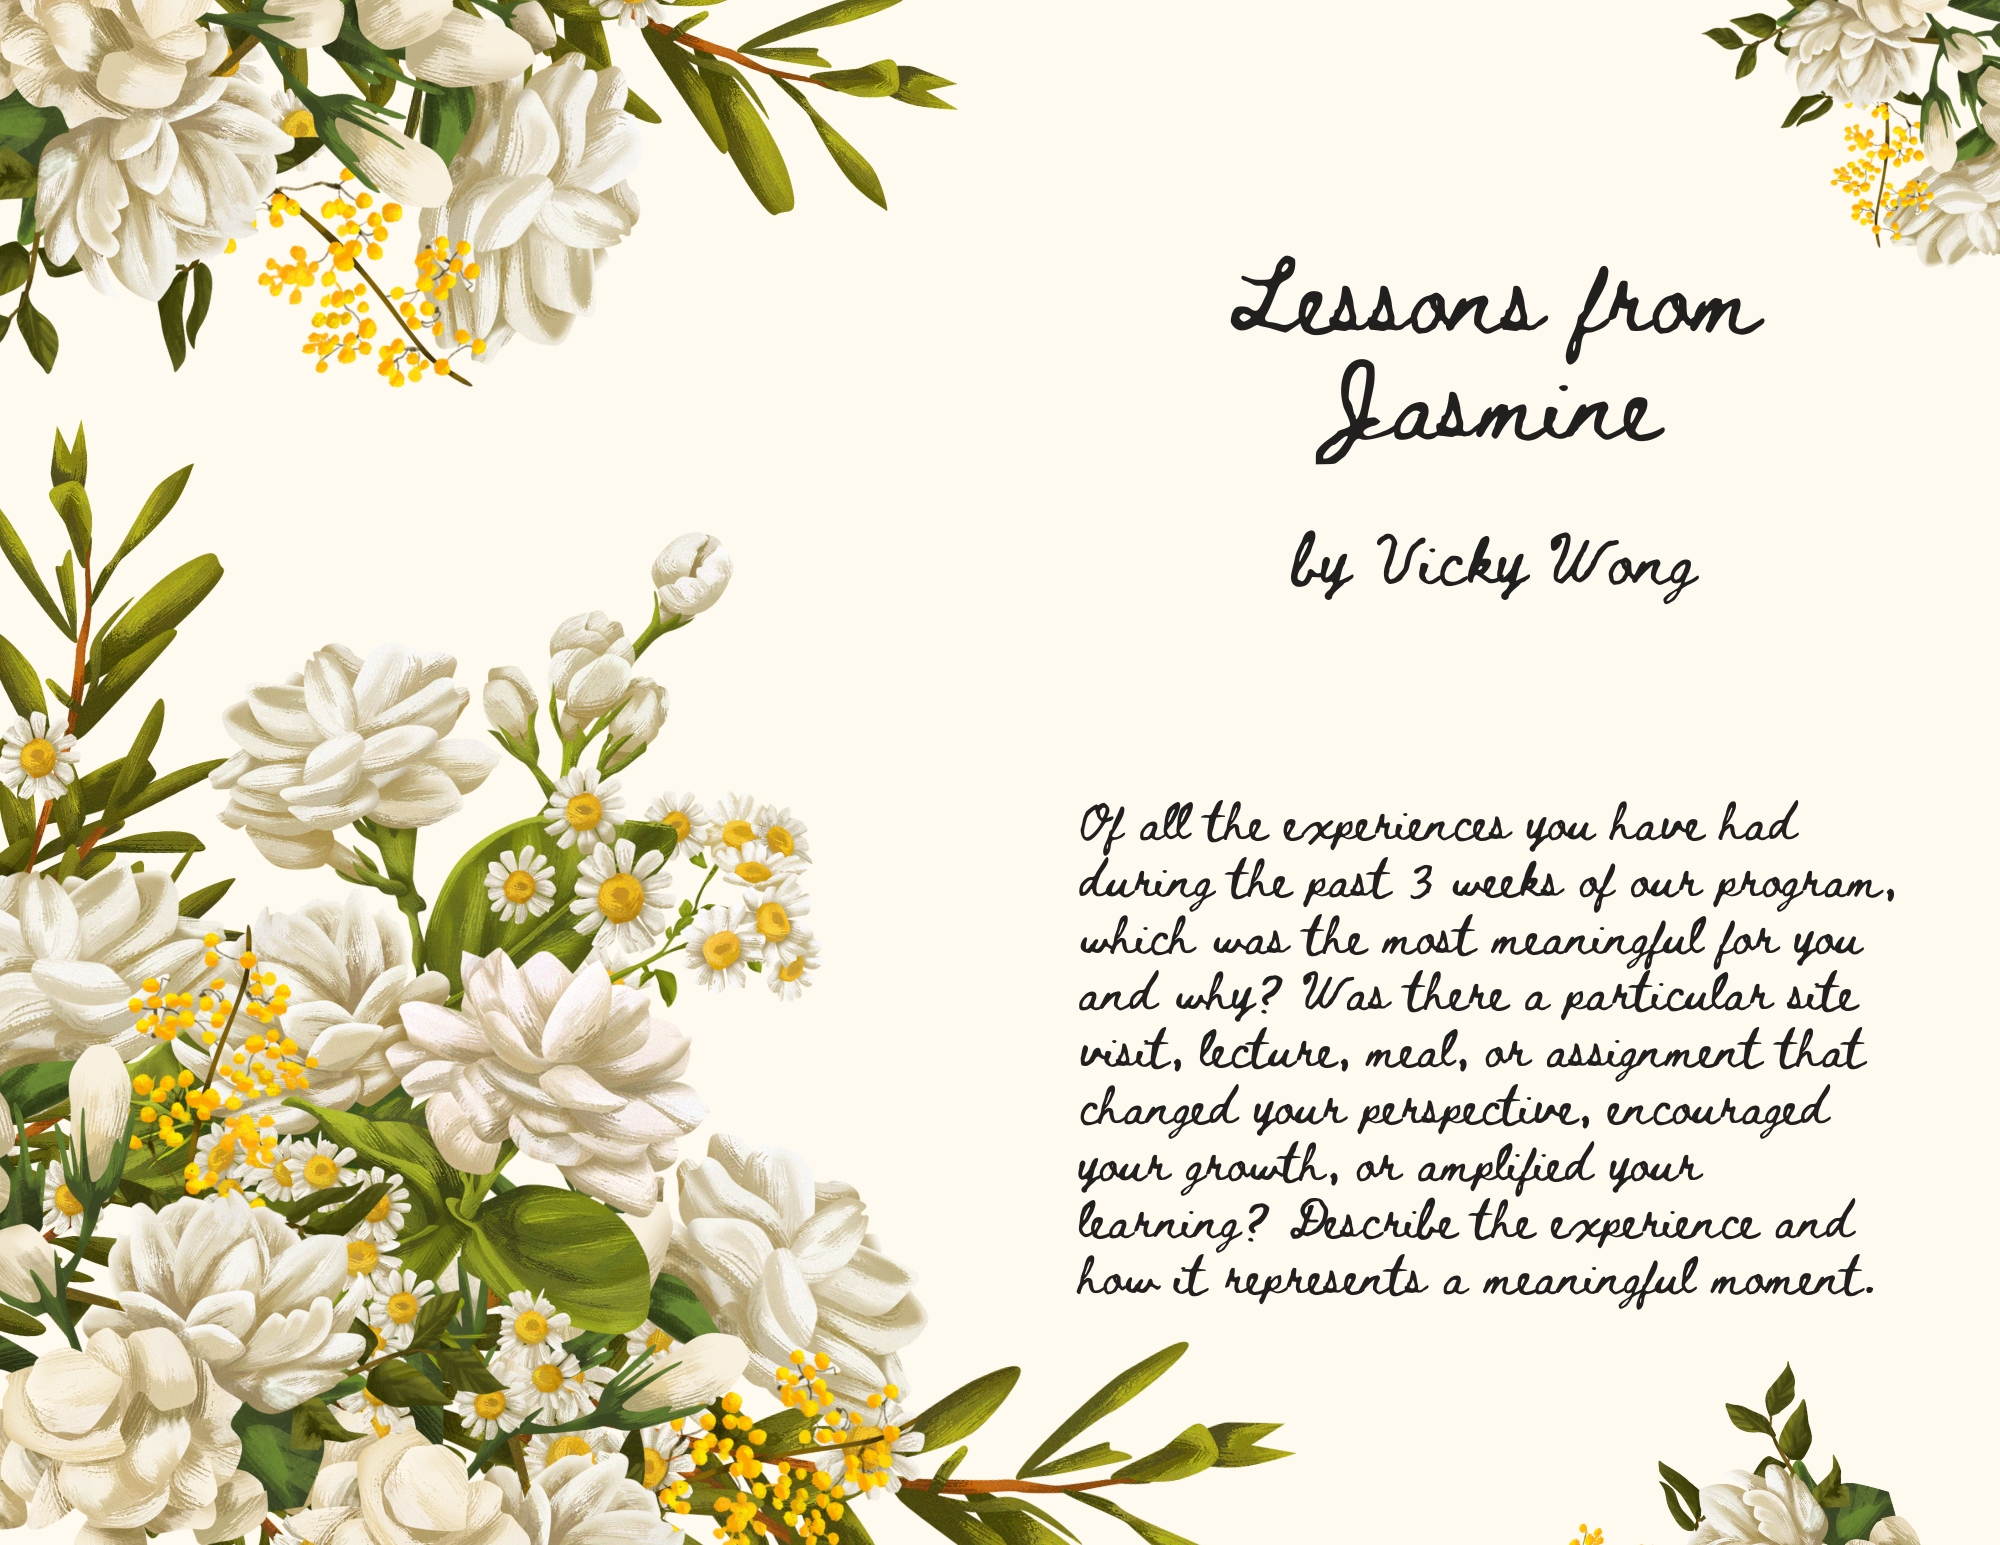 Lessons from
Jasmine
by Vicky Wong
Of all the experiences you have had
during the past 3 weeks of our program,
which was the most meaningful for you
and why? Was there a particular site
visit, lecture, meal, or assignment that
changed your perspective, encouraged
your growth, or amplified your
learning? Describe the experience and
how it represents a meaningful moment.